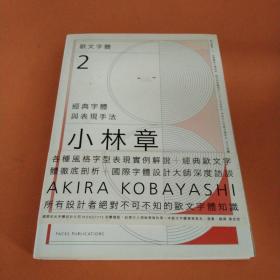 歐文字體
2
經典字體
與表現手法
小林章
各種風格字型表現實例解說+經典歐文字
體徹底剖析+國際字體設計大師深度訪談
AKIRA KOBAYASHI
所有設計者絕對不可不知的歐文字體知識
FACES PUBLICATIONS